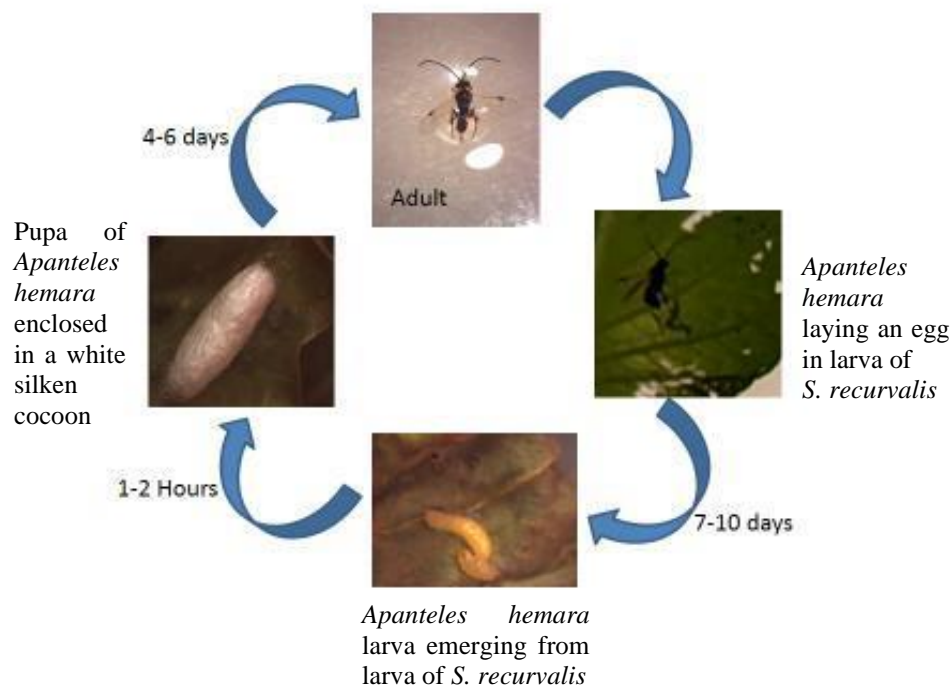 4-6 days
Adult
Pupa of
Apanteles
hemara
enclosed
in a white
silken
cocoon
Apanteles
hemara
laying an egg
in larva of
S. recurvalis
1-2 Hours
7-10 days
Apanteles hemara
larva emerging from
larva of S. recurvalis